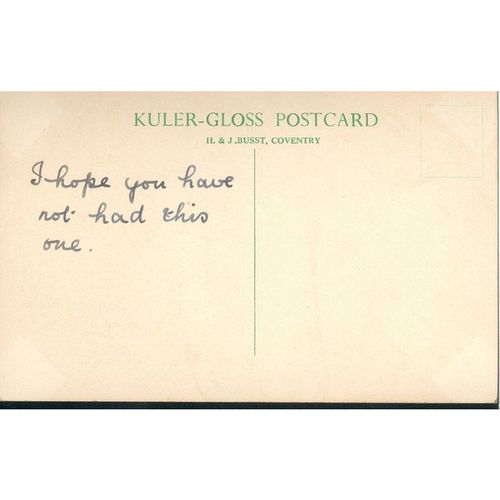 KULER-GLOSS POSTCARD
H. & J. BUSST, COVENTRY
I hope you have
not had this
one.